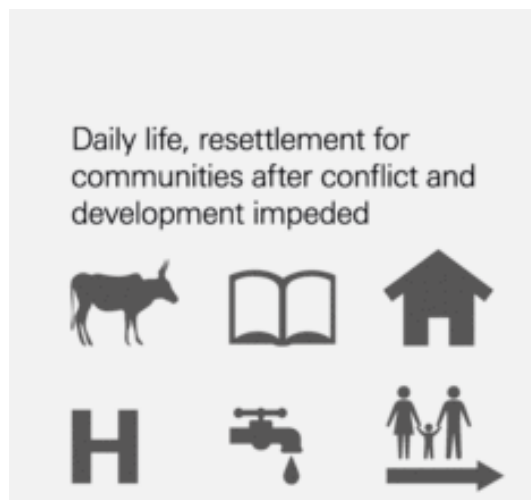 Daily life, resettlement for
communities after conflict and
development impeded
H